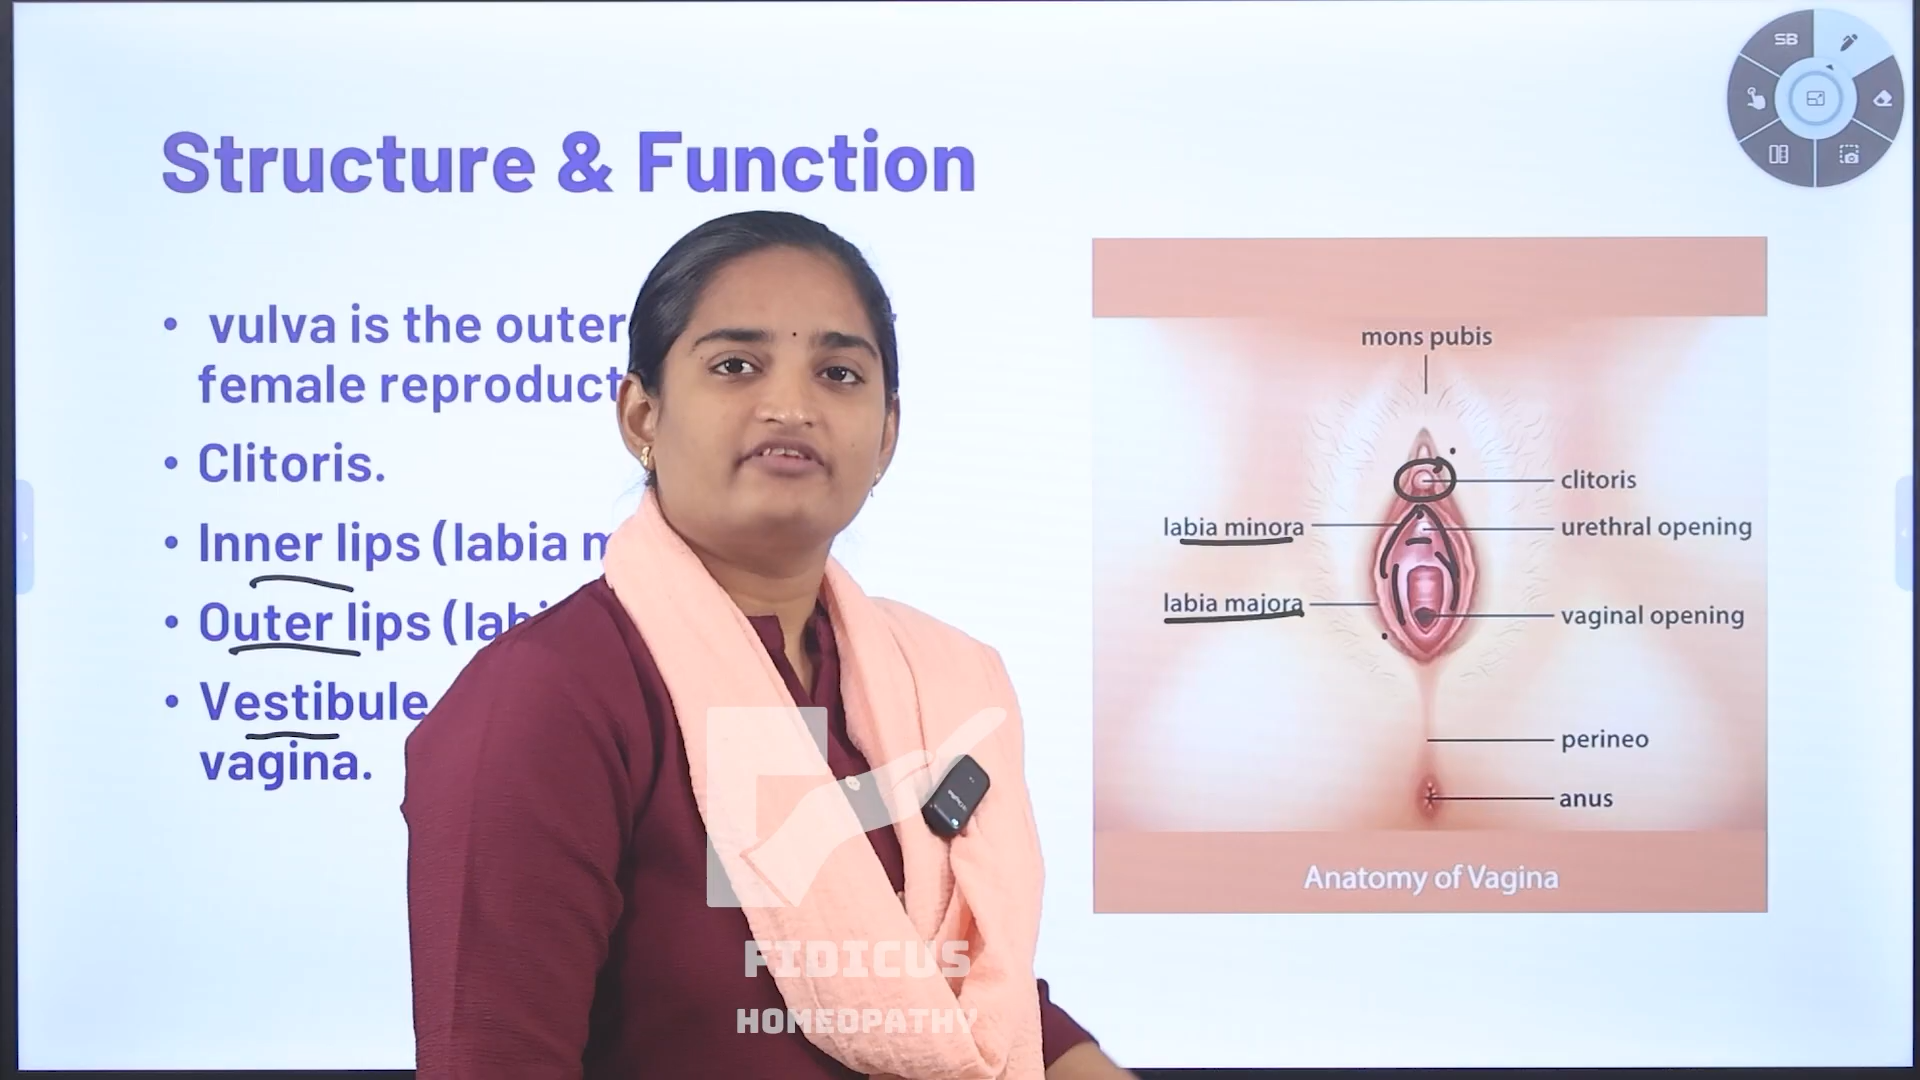 SB
Structure & Function
• vulva is the outer
female reproduct
• Clitoris.
• Inner lips (labia m
• Outer lips (labi
• Vestibule
vagina.
mons pubis
clitoris
labia minora
urethral opening
labia majora
vaginal opening
perineo
anus
Anatomy of Vagina
FIDICUS
HOMEOPATHY